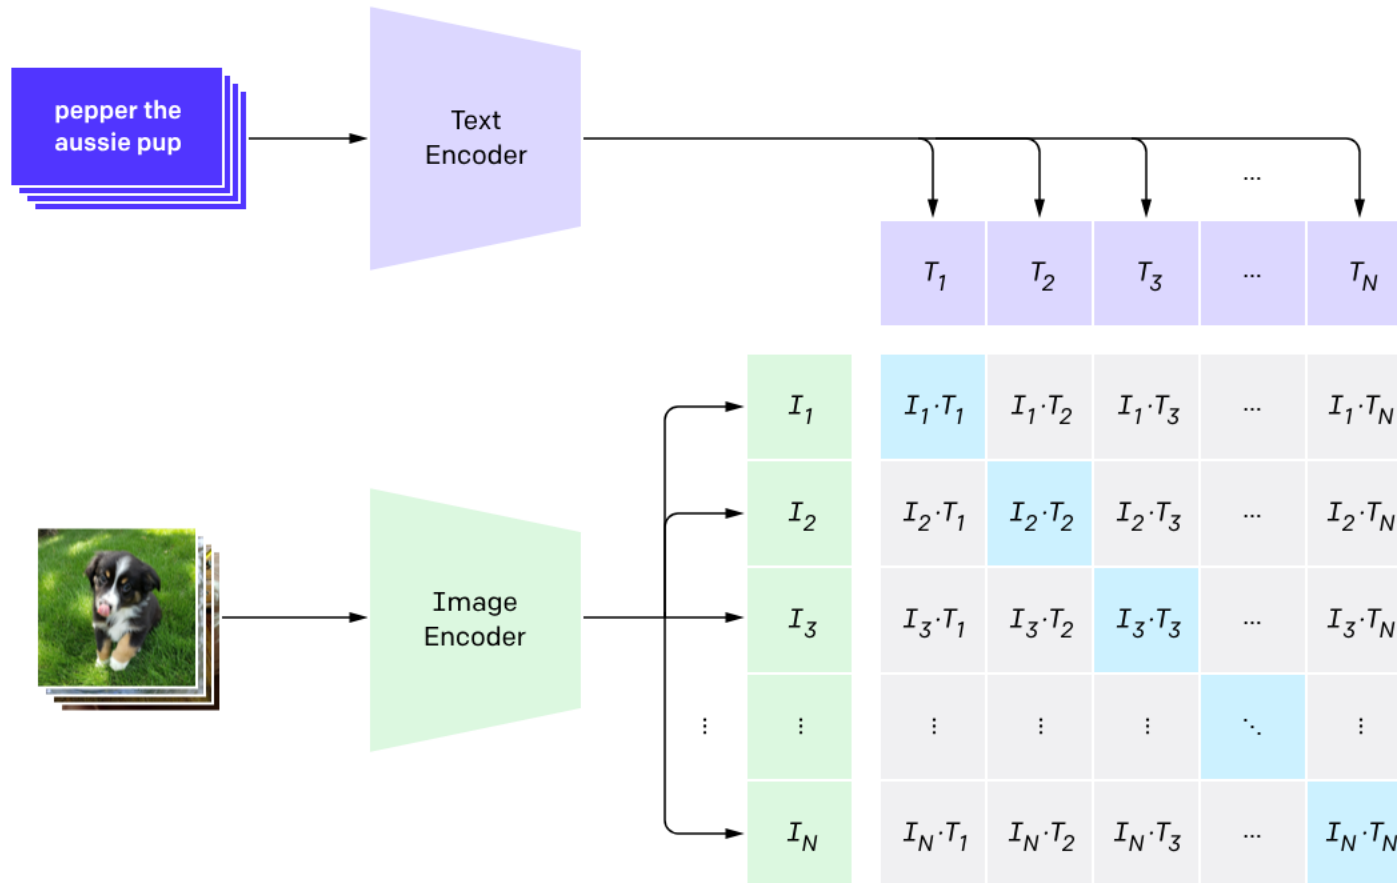 pepper the
aussie pup
Text
Encoder
...
T1 T2 T3 ... TN
I1 I1·T1 I1·T2 I1·T3 ... I1·TN
I2 I2·T1 I2·T2 I2·T3 ... I2·TN
Image
Encoder
I3 I3·T1 I3·T2 I3·T3 ... I3·TN
⋮ ⋮ ⋮ ⋮ ⋮ ⋱ ⋮
IN IN·T1 IN·T2 IN·T3 ... IN·TN